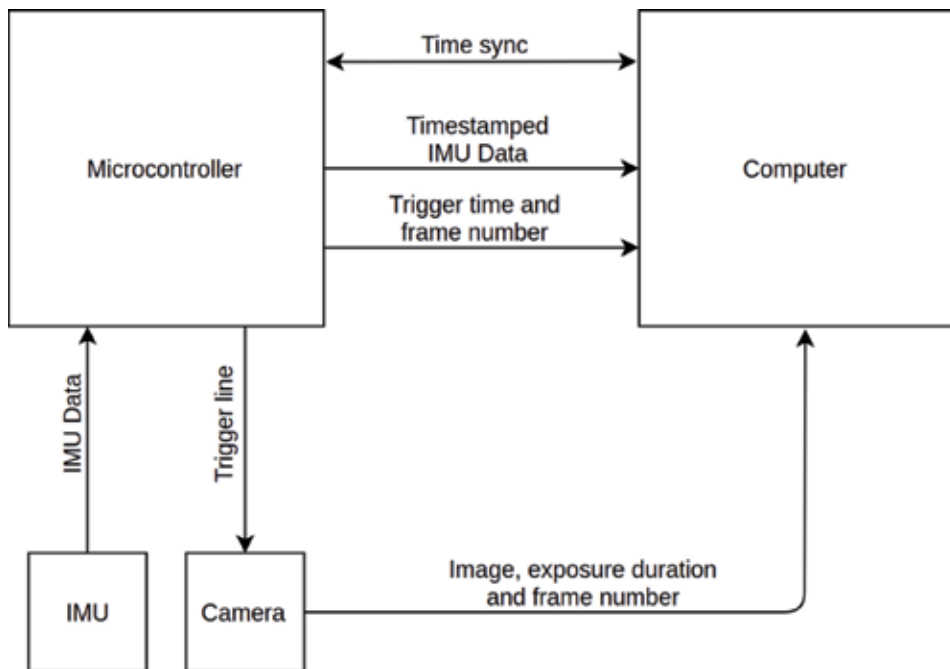 Time sync
Timestamped
IMU Data
Microcontroller
Computer
Trigger time and
frame number
IMU Data
Trigger line
Image, exposure duration
and frame number
IMU
Camera